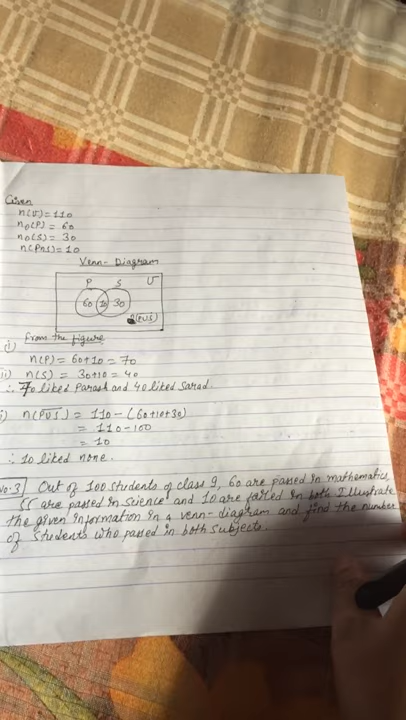 Given
n(U) = 110
no(P) = 60
no(S) = 30
n(PnS) = 10
Venn-Diagram
P S U
60 10 30
(PUS)
i) from the figure
n(P) = 60+10 = 70
ii) n(S) = 30+10 = 40
∴ 70 liked Parash and 40 liked Sarad.
) n(PUS) = 110 - (60+10+30)
= 110-100
= 10
∴ 10 liked none.
No.3 Out of 100 students of class 9, 60 are passed in mathematics,
55 are passed in Science and 10 are failed in both Illustrate
the given information in a venn-diagram and find the number
of students who passed in both subjects.